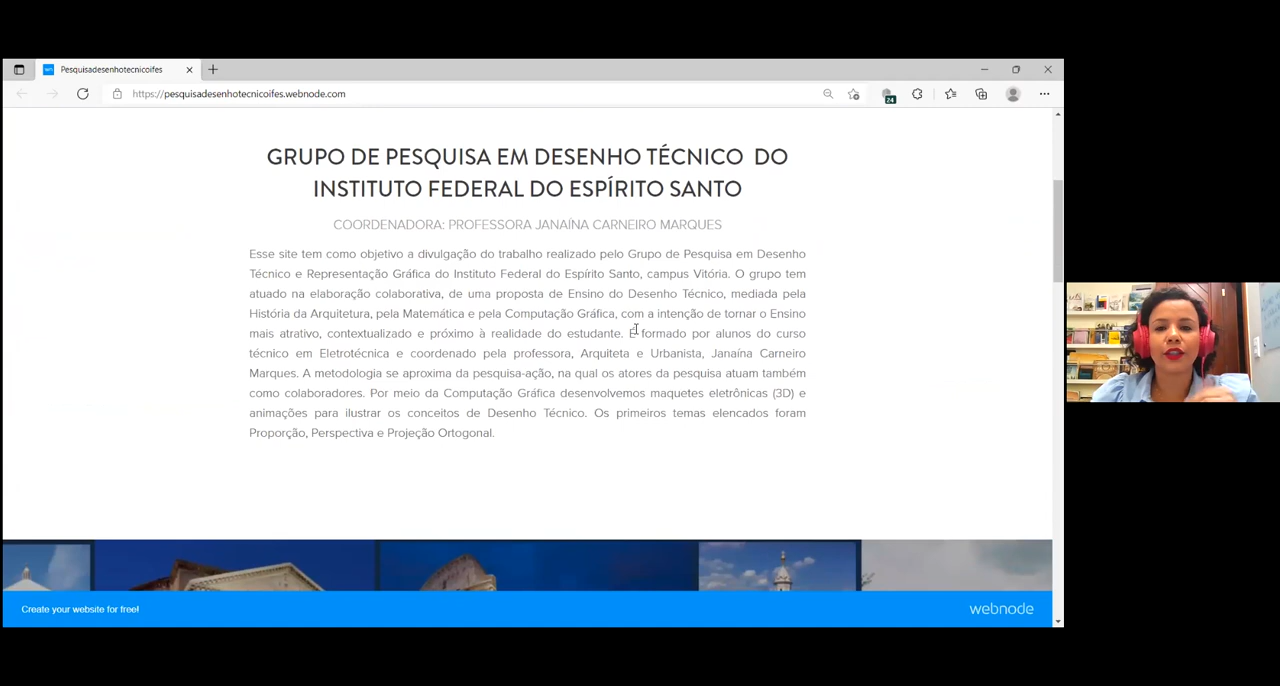 Pesquisadesenhotecnicoifes
https://pesquisadesenhotecnicoifes.webnode.com
24
GRUPO DE PESQUISA EM DESENHO TÉCNICO DO
INSTITUTO FEDERAL DO ESPÍRITO SANTO
COORDENADORA: PROFESSORA JANAÍNA CARNEIRO MARQUES
Esse site tem como objetivo a divulgação do trabalho realizado pelo Grupo de Pesquisa em Desenho
Técnico e Representação Gráfica do Instituto Federal do Espírito Santo, campus Vitória. O grupo tem
atuado na elaboração colaborativa, de uma proposta de Ensino do Desenho Técnico, mediada pela
História da Arquitetura, pela Matemática e pela Computação Gráfica, com a intenção de tornar o Ensino
mais atrativo, contextualizado e próximo à realidade do estudante. É formado por alunos do curso
técnico em Eletrotécnica e coordenado pela professora, Arquiteta e Urbanista, Janaína Carneiro
Marques. A metodologia se aproxima da pesquisa-ação, na qual os atores da pesquisa atuam também
como colaboradores. Por meio da Computação Gráfica desenvolvemos maquetes eletrônicas (3D) e
animações para ilustrar os conceitos de Desenho Técnico. Os primeiros temas elencados foram
Proporção, Perspectiva e Projeção Ortogonal.
Create your website for free!
webnode